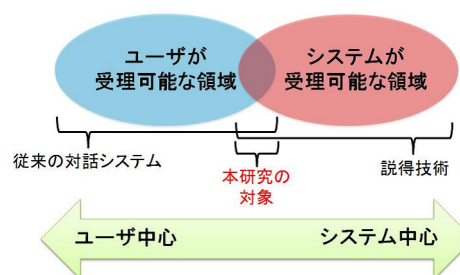 ユーザが
受理可能な領域
システムが
受理可能な領域
従来の対話システム
本研究の
対象
説得技術
ユーザ中心
システム中心